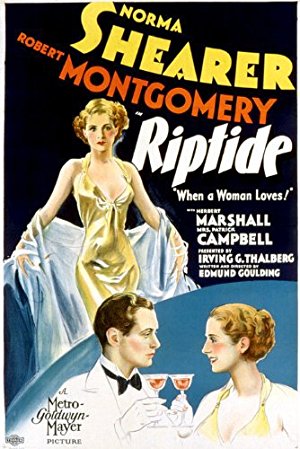 NORMA
SHEARER
ROBERT
MONTGOMERY
in
Riptide
"When a Woman Loves!"
WITH HERBERT
MARSHALL
MRS. PATRICK
CAMPBELL
PRESENTED BY
IRVING G. THALBERG
WRITTEN AND DIRECTED BY
EDMUND GOULDING
A
Metro-
Goldwyn-
Mayer
PICTURE